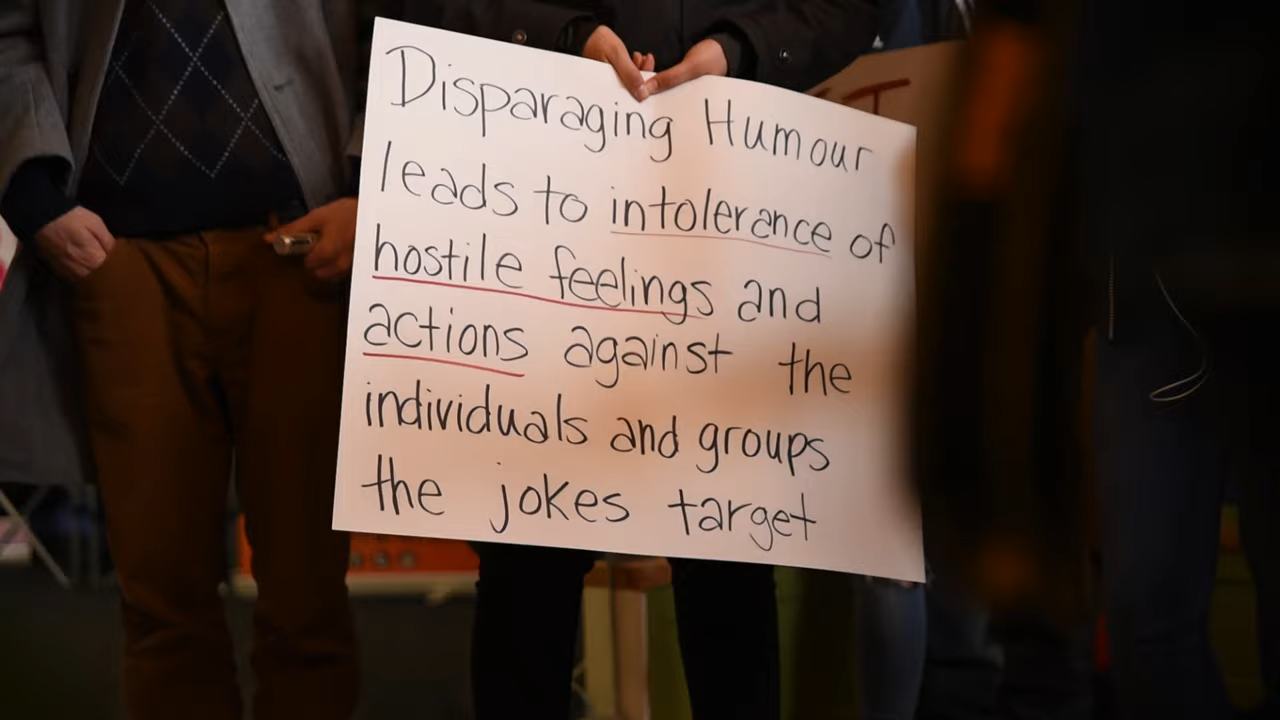 Disparaging Humour
leads to intolerance of
hostile feelings and
actions against the
individuals and groups
the jokes target